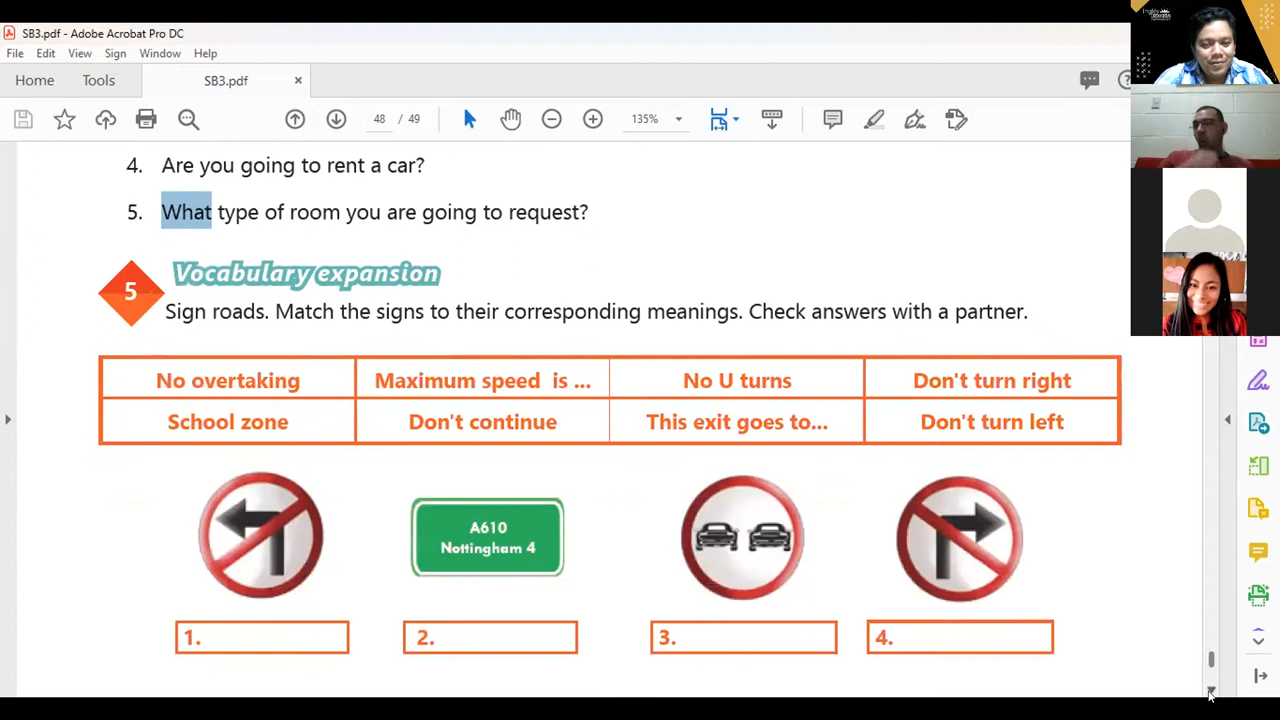 SB3.pdf - Adobe Acrobat Pro DC
File Edit View Sign Window Help
Home Tools SB3.pdf ×
48 / 49 135%
4. Are you going to rent a car?
5. What type of room you are going to request?
5 Vocabulary expansion
Sign roads. Match the signs to their corresponding meanings. Check answers with a partner.
No overtaking Maximum speed is ... No U turns Don't turn right
School zone Don't continue This exit goes to... Don't turn left
A610
Nottingham 4
1. 2. 3. 4.